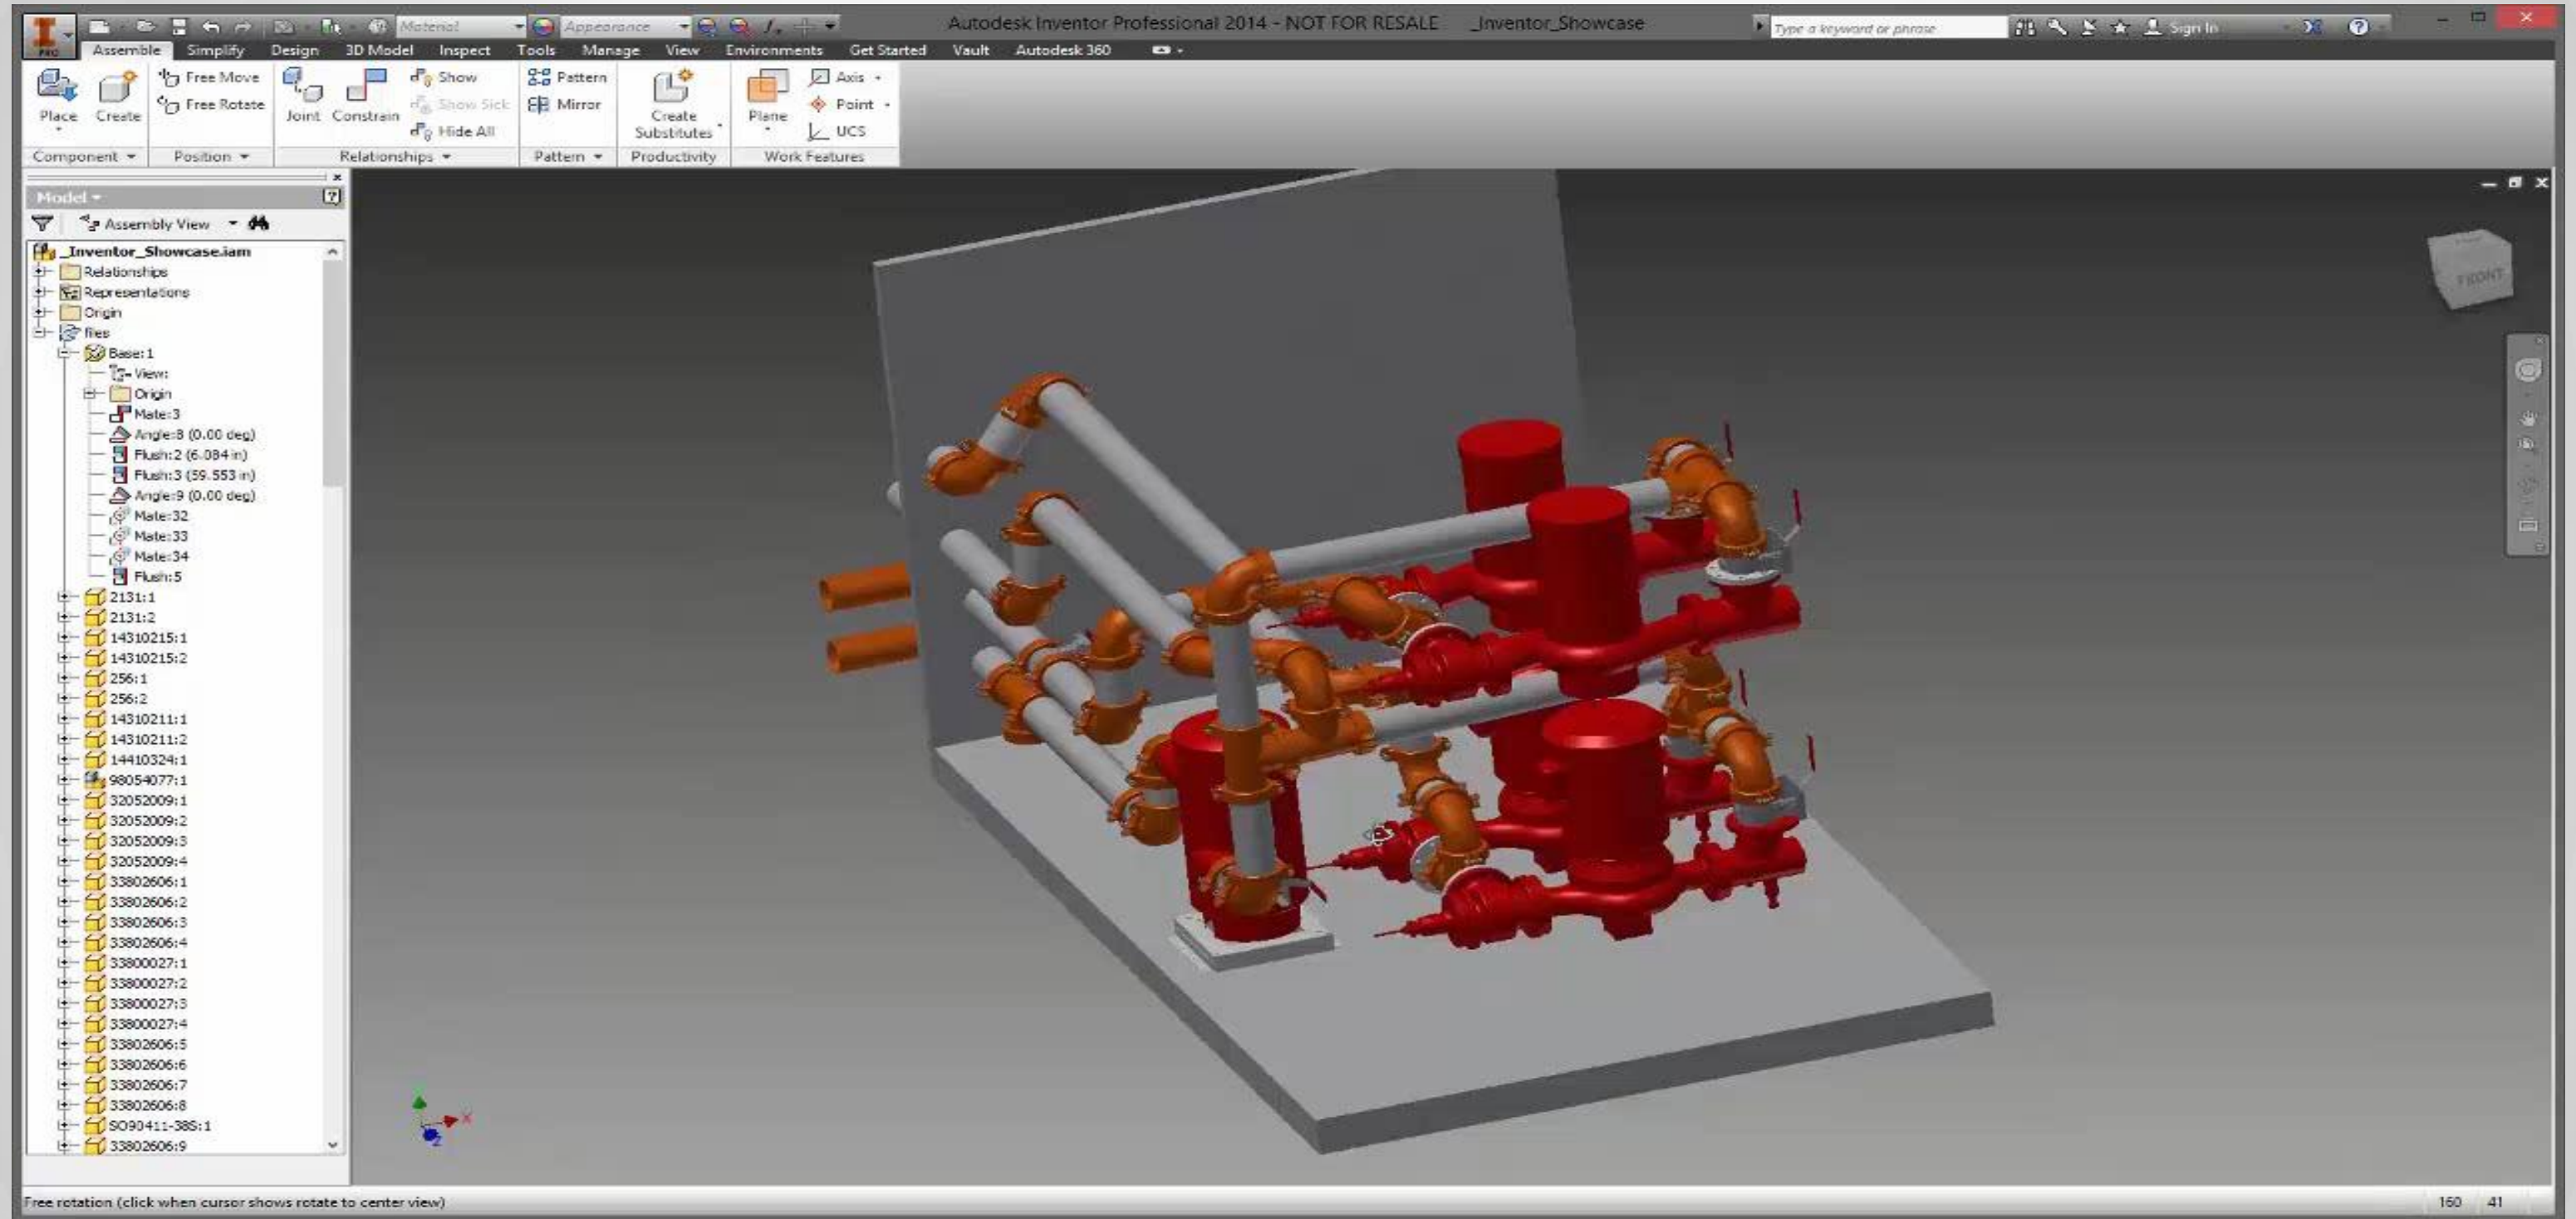 Material Appearance Autodesk Inventor Professional 2014 - NOT FOR RESALE _Inventor_Showcase Type a keyword or phrase Sign In
PRO Assemble Simplify Design 3D Model Inspect Tools Manage View Environments Get Started Vault Autodesk 360
Free Move Show Pattern Axis
Free Rotate Show Sick Mirror Point
Place Create Joint Constrain Create Substitutes Plane
Hide All UCS
Component Position Relationships Pattern Productivity Work Features
Model
Assembly View
_Inventor_Showcase.iam
Relationships
Representations
Origin
files
Base:1
View:
Origin
Mate:3
Angle:8 (0.00 deg)
Flush:2 (6.084 in)
Flush:3 (59.553 in)
Angle:9 (0.00 deg)
Mate:32
Mate:33
Mate:34
Flush:5
2131:1
2131:2
14310215:1
14310215:2
256:1
256:2
14310211:1
14310211:2
14410324:1
98054077:1
32052009:1
32052009:2
32052009:3
32052009:4
33802606:1
33802606:2
33802606:3
33802606:4
33800027:1
33800027:2
33800027:3
33800027:4
33802606:5
33802606:6
33802606:7
33802606:8
SO90411-38S:1
33802606:9
FRONT
X
Z
Free rotation (click when cursor shows rotate to center view) 160 41